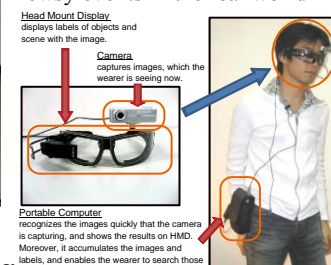 Head Mount Display
displays labels of objects and
scene with the image.
Camera
captures images, which the
wearer is seeing now.
Portable Computer
recognizes the images quickly that the camera
is capturing, and shows the results on HMD.
Moreover, it accumulates the images and
labels, and enables the wearer to search those